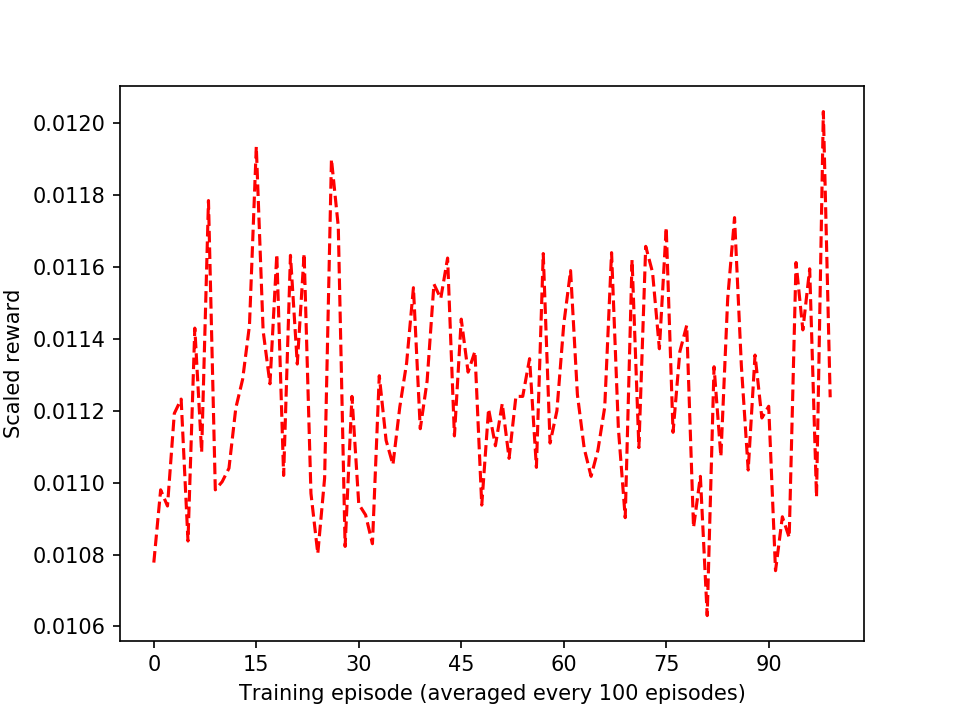 0.0120
0.0118
0.0116
0.0114
0.0112
0.0110
0.0108
0.0106
Scaled reward
0 15 30 45 60 75 90
Training episode (averaged every 100 episodes)